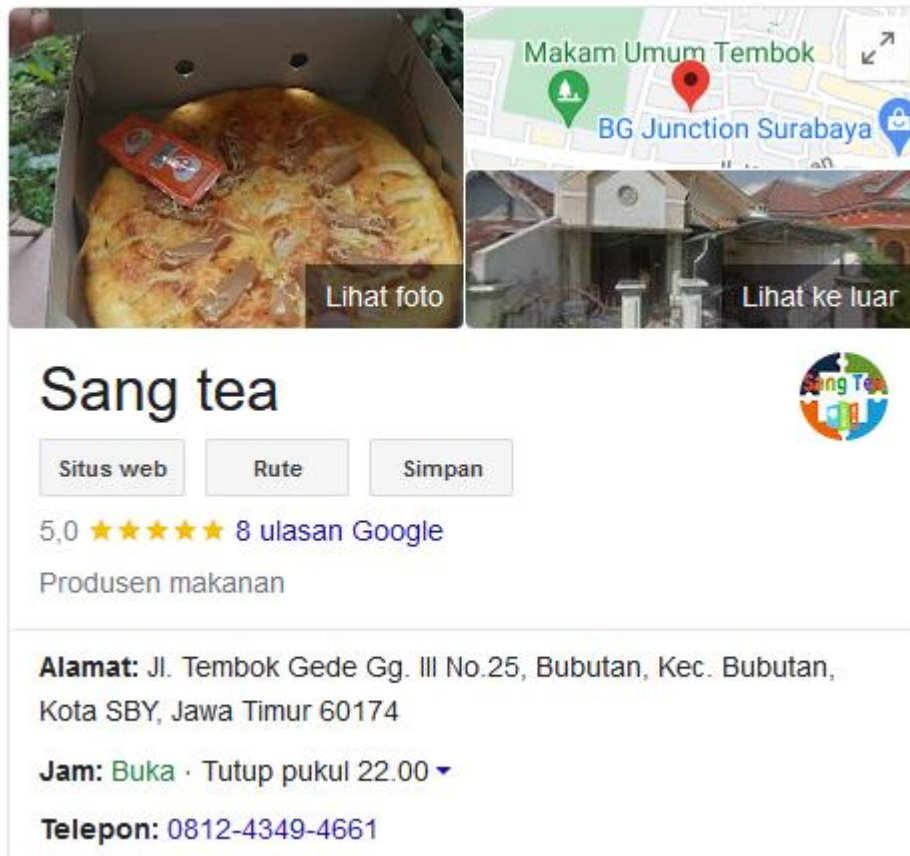 Makam Umum Tembok
BG Junction Surabaya
Lihat foto
Lihat ke luar
Sang tea
Sang Tea
Situs web
Rute
Simpan
5,0
8 ulasan Google
Produsen makanan
Alamat: Jl. Tembok Gede Gg. III No.25, Bubutan, Kec. Bubutan,
Kota SBY, Jawa Timur 60174
Jam: Buka · Tutup pukul 22.00
Telepon: 0812-4349-4661